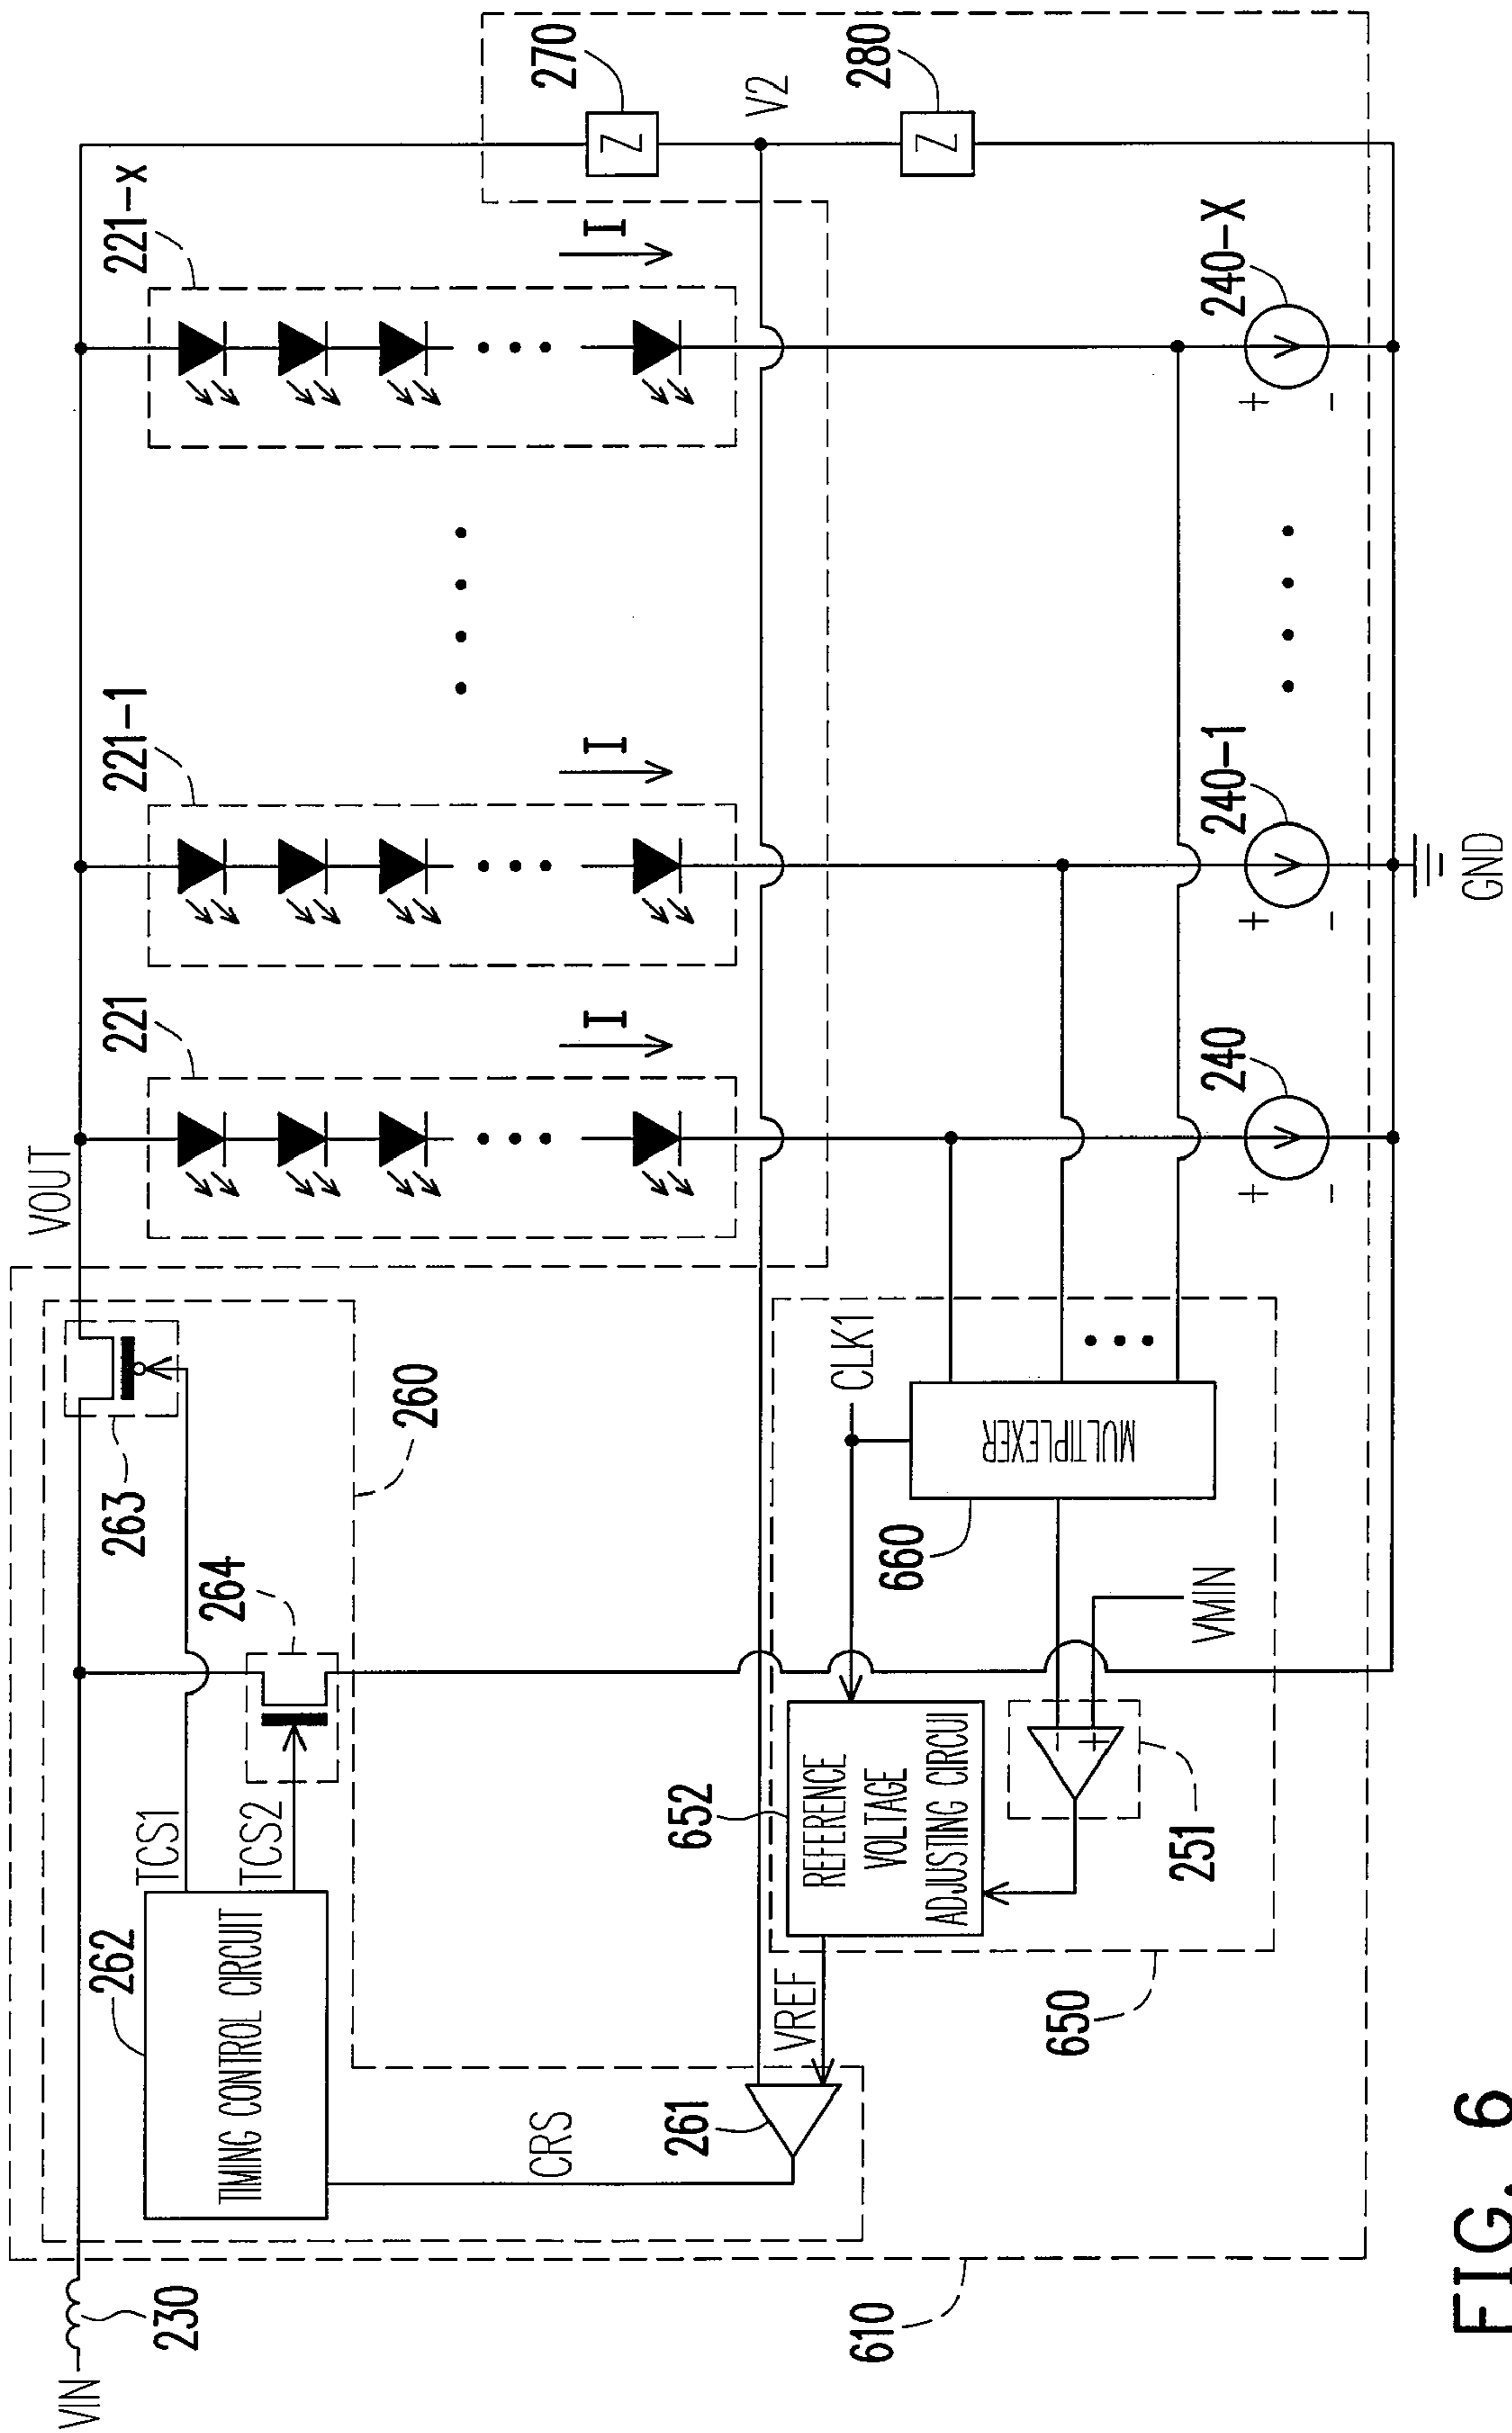 VIN
230
262
TIMING CONTROL CIRCUIT
TCS1
TCS2
264
263
260
VOUT
221
221-1
221-x
I
I
I
270
Z
V2
280
Z
CRS
261
VREF
652
REFERENCE
VOLTAGE
ADJUSTING CIRCUI
CLK1
660
MULTIPLEXER
251
-
+
VMIN
650
610
240
+
-
240-1
+
-
240-X
+
-
GND
FIG. 6